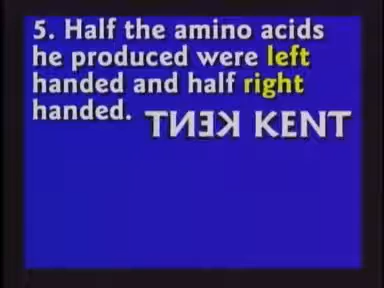 5. Half the amino acids
he produced were left
handed and half right
handed.
TИƎꓘ KENT